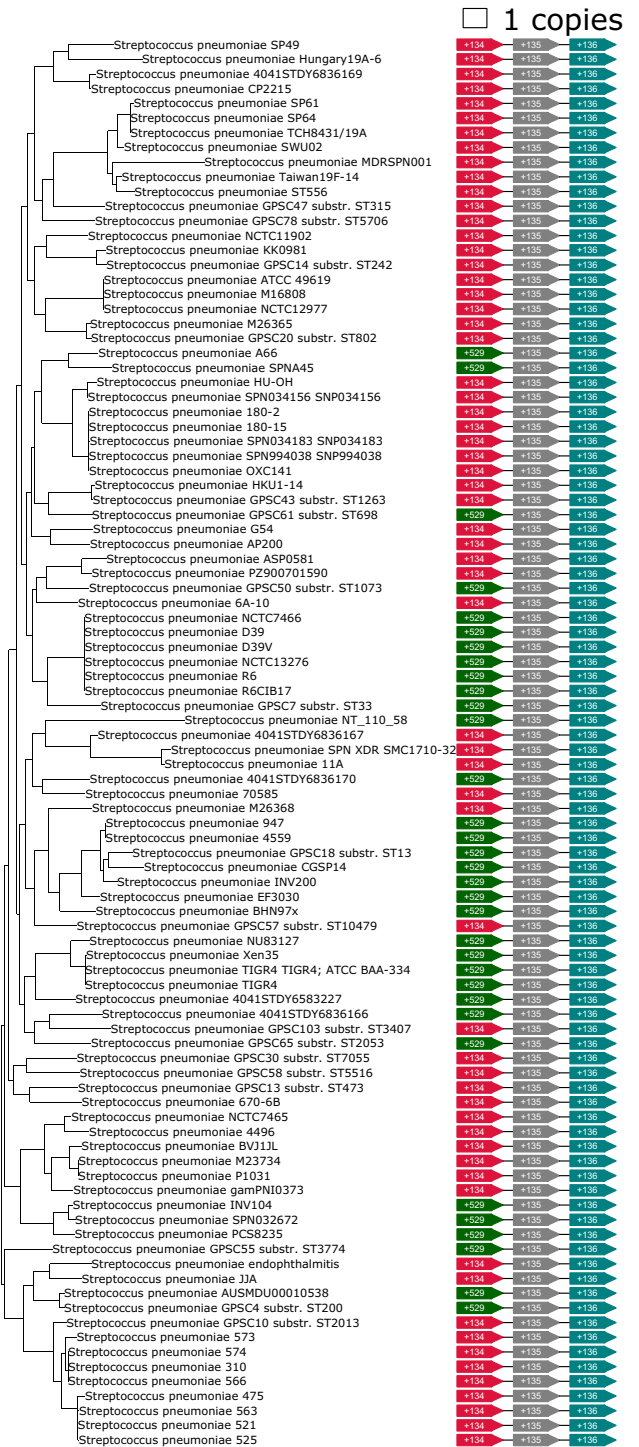 1 copies
Streptococcus pneumoniae SP49 +134 +135 +136
Streptococcus pneumoniae Hungary19A-6 +134 +135 +136
Streptococcus pneumoniae 4041STDY6836169 +134 +135 +136
Streptococcus pneumoniae CP2215 +134 +135 +136
Streptococcus pneumoniae SP61 +134 +135 +136
Streptococcus pneumoniae SP64 +134 +135 +136
Streptococcus pneumoniae TCH8431/19A +134 +135 +136
Streptococcus pneumoniae SWU02 +134 +135 +136
Streptococcus pneumoniae MDRSPN001 +134 +135 +136
Streptococcus pneumoniae Taiwan19F-14 +134 +135 +136
Streptococcus pneumoniae ST556 +134 +135 +136
Streptococcus pneumoniae GPSC47 substr. ST315 +134 +135 +136
Streptococcus pneumoniae GPSC78 substr. ST5706 +134 +135 +136
Streptococcus pneumoniae NCTC11902 +134 +135 +136
Streptococcus pneumoniae KK0981 +134 +135 +136
Streptococcus pneumoniae GPSC14 substr. ST242 +134 +135 +136
Streptococcus pneumoniae ATCC 49619 +134 +135 +136
Streptococcus pneumoniae M16808 +134 +135 +136
Streptococcus pneumoniae NCTC12977 +134 +135 +136
Streptococcus pneumoniae M26365 +134 +135 +136
Streptococcus pneumoniae GPSC20 substr. ST802 +134 +135 +136
Streptococcus pneumoniae A66 +529 +135 +136
Streptococcus pneumoniae SPNA45 +529 +135 +136
Streptococcus pneumoniae HU-OH +134 +135 +136
Streptococcus pneumoniae SPN034156 SNP034156 +134 +135 +136
Streptococcus pneumoniae 180-2 +134 +135 +136
Streptococcus pneumoniae 180-15 +134 +135 +136
Streptococcus pneumoniae SPN034183 SNP034183 +134 +135 +136
Streptococcus pneumoniae SPN994038 SNP994038 +134 +135 +136
Streptococcus pneumoniae OXC141 +134 +135 +136
Streptococcus pneumoniae HKU1-14 +134 +135 +136
Streptococcus pneumoniae GPSC43 substr. ST1263 +134 +135 +136
Streptococcus pneumoniae GPSC61 substr. ST698 +529 +135 +136
Streptococcus pneumoniae G54 +134 +135 +136
Streptococcus pneumoniae AP200 +134 +135 +136
Streptococcus pneumoniae ASP0581 +134 +135 +136
Streptococcus pneumoniae PZ900701590 +134 +135 +136
Streptococcus pneumoniae GPSC50 substr. ST1073 +529 +135 +136
Streptococcus pneumoniae 6A-10 +134 +135 +136
Streptococcus pneumoniae NCTC7466 +529 +135 +136
Streptococcus pneumoniae D39 +529 +135 +136
Streptococcus pneumoniae D39V +529 +135 +136
Streptococcus pneumoniae NCTC13276 +529 +135 +136
Streptococcus pneumoniae R6 +529 +135 +136
Streptococcus pneumoniae R6CIB17 +529 +135 +136
Streptococcus pneumoniae GPSC7 substr. ST33 +529 +135 +136
Streptococcus pneumoniae NT_110_58 +529 +135 +136
Streptococcus pneumoniae 4041STDY6836167 +134 +135 +136
Streptococcus pneumoniae SPN XDR SMC1710-32 +134 +135 +136
Streptococcus pneumoniae 11A +134 +135 +136
Streptococcus pneumoniae 4041STDY6836170 +529 +135 +136
Streptococcus pneumoniae 70585 +134 +135 +136
Streptococcus pneumoniae M26368 +134 +135 +136
Streptococcus pneumoniae 947 +529 +135 +136
Streptococcus pneumoniae 4559 +529 +135 +136
Streptococcus pneumoniae GPSC18 substr. ST13 +529 +135 +136
Streptococcus pneumoniae CGSP14 +529 +135 +136
Streptococcus pneumoniae INV200 +529 +135 +136
Streptococcus pneumoniae EF3030 +529 +135 +136
Streptococcus pneumoniae BHN97x +529 +135 +136
Streptococcus pneumoniae GPSC57 substr. ST10479 +134 +135 +136
Streptococcus pneumoniae NU83127 +529 +135 +136
Streptococcus pneumoniae Xen35 +529 +135 +136
Streptococcus pneumoniae TIGR4 TIGR4; ATCC BAA-334 +529 +135 +136
Streptococcus pneumoniae TIGR4 +529 +135 +136
Streptococcus pneumoniae 4041STDY6583227 +529 +135 +136
Streptococcus pneumoniae 4041STDY6836166 +529 +135 +136
Streptococcus pneumoniae GPSC103 substr. ST3407 +134 +135 +136
Streptococcus pneumoniae GPSC65 substr. ST2053 +529 +135 +136
Streptococcus pneumoniae GPSC30 substr. ST7055 +134 +135 +136
Streptococcus pneumoniae GPSC58 substr. ST5516 +134 +135 +136
Streptococcus pneumoniae GPSC13 substr. ST473 +134 +135 +136
Streptococcus pneumoniae 670-6B +134 +135 +136
Streptococcus pneumoniae NCTC7465 +134 +135 +136
Streptococcus pneumoniae 4496 +134 +135 +136
Streptococcus pneumoniae BVJ1JL +134 +135 +136
Streptococcus pneumoniae M23734 +134 +135 +136
Streptococcus pneumoniae P1031 +134 +135 +136
Streptococcus pneumoniae gamPNI0373 +134 +135 +136
Streptococcus pneumoniae INV104 +529 +135 +136
Streptococcus pneumoniae SPN032672 +529 +135 +136
Streptococcus pneumoniae PCS8235 +529 +135 +136
Streptococcus pneumoniae GPSC55 substr. ST3774 +529 +135 +136
Streptococcus pneumoniae endophthalmitis +134 +135 +136
Streptococcus pneumoniae JJA +134 +135 +136
Streptococcus pneumoniae AUSMDU00010538 +529 +135 +136
Streptococcus pneumoniae GPSC4 substr. ST200 +529 +135 +136
Streptococcus pneumoniae GPSC10 substr. ST2013 +134 +135 +136
Streptococcus pneumoniae 573 +134 +135 +136
Streptococcus pneumoniae 574 +134 +135 +136
Streptococcus pneumoniae 310 +134 +135 +136
Streptococcus pneumoniae 566 +134 +135 +136
Streptococcus pneumoniae 475 +134 +135 +136
Streptococcus pneumoniae 563 +134 +135 +136
Streptococcus pneumoniae 521 +134 +135 +136
Streptococcus pneumoniae 525 +134 +135 +136